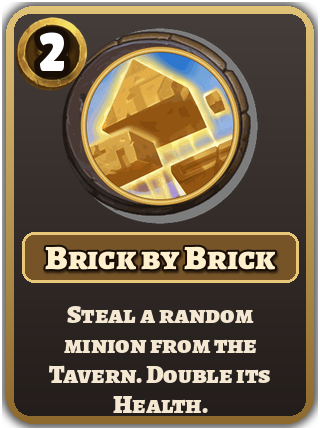 2
Brick by Brick
Steal a random
minion from the
Tavern. Double its
Health.